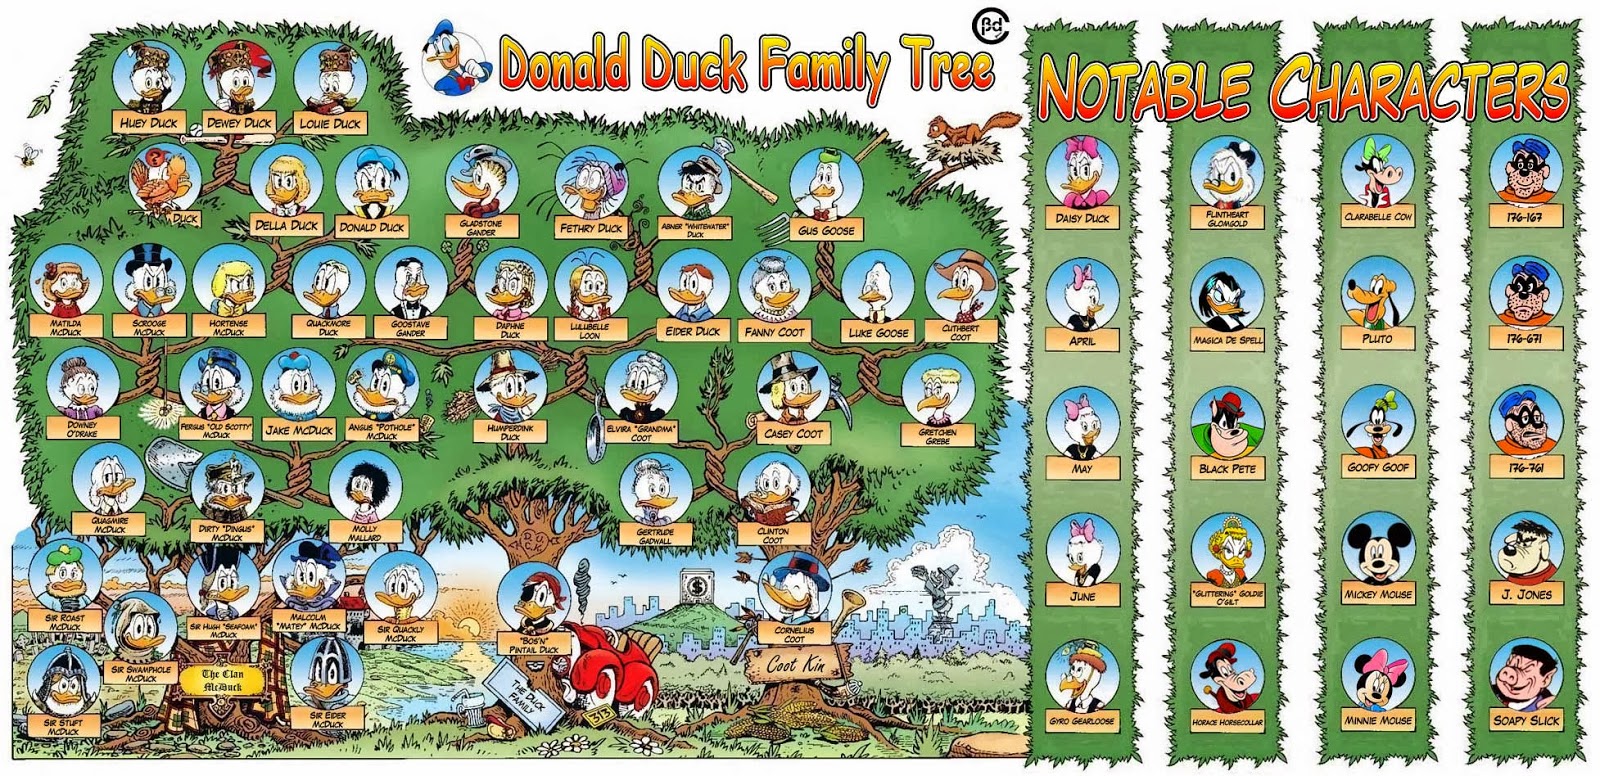 Donald Duck Family Tree
HUEY DUCK
DEWEY DUCK
LOUIE DUCK
DUCK
DELLA DUCK
DONALD DUCK
GLADSTONE
GANDER
FETHRY DUCK
ABNER "WHITEWATER"
DUCK
GUS GOOSE
MATILDA
MCDUCK
SCROOGE
MCDUCK
HORTENSE
MCDUCK
QUACKMORE
DUCK
GOOSTAVE
GANDER
DAPHNE
DUCK
LULUBELLE
LOON
EIDER DUCK
FANNY COOT
LUKE GOOSE
CUTHBERT
COOT
DOWNEY
O'DRAKE
FERGUS "OLD SCOTTY"
MCDUCK
JAKE MCDUCK
ANGUS "POTHOLE"
MCDUCK
HUMPERDINK
DUCK
ELVIRA "GRANDMA"
COOT
CASEY COOT
GRETCHEN
GREBE
QUAGMIRE
MCDUCK
DIRTY "DINGUS"
MCDUCK
MOLLY
MALLARD
GERTRUDE
GADWALL
CLINTON
COOT
SIR ROAST
MCDUCK
SIR SWAMPHOLE
MCDUCK
SIR HUGH "SEAFOAM"
MCDUCK
MALCOLM
"MATEY" MCDUCK
SIR QUACKLY
MCDUCK
"BOS'N"
PINTAIL DUCK
CORNELIUS
COOT
SIR STUFT
MCDUCK
The Clan
McDuck
SIR EIDER
MCDUCK
D.U.
C.K.
THE DUCK
FAMILY
313
$
Coot Kin
NOTABLE CHARACTERS
DAISY DUCK
FLINTHEART
GLOMGOLD
CLARABELLE COW
176-167
APRIL
MAGICA DE SPELL
PLUTO
176-671
MAY
BLACK PETE
GOOFY GOOF
176-761
JUNE
"GLITTERING" GOLDIE
O'GILT
MICKEY MOUSE
J. JONES
GYRO GEARLOOSE
HORACE HORSECOLLAR
MINNIE MOUSE
SOAPY SLICK